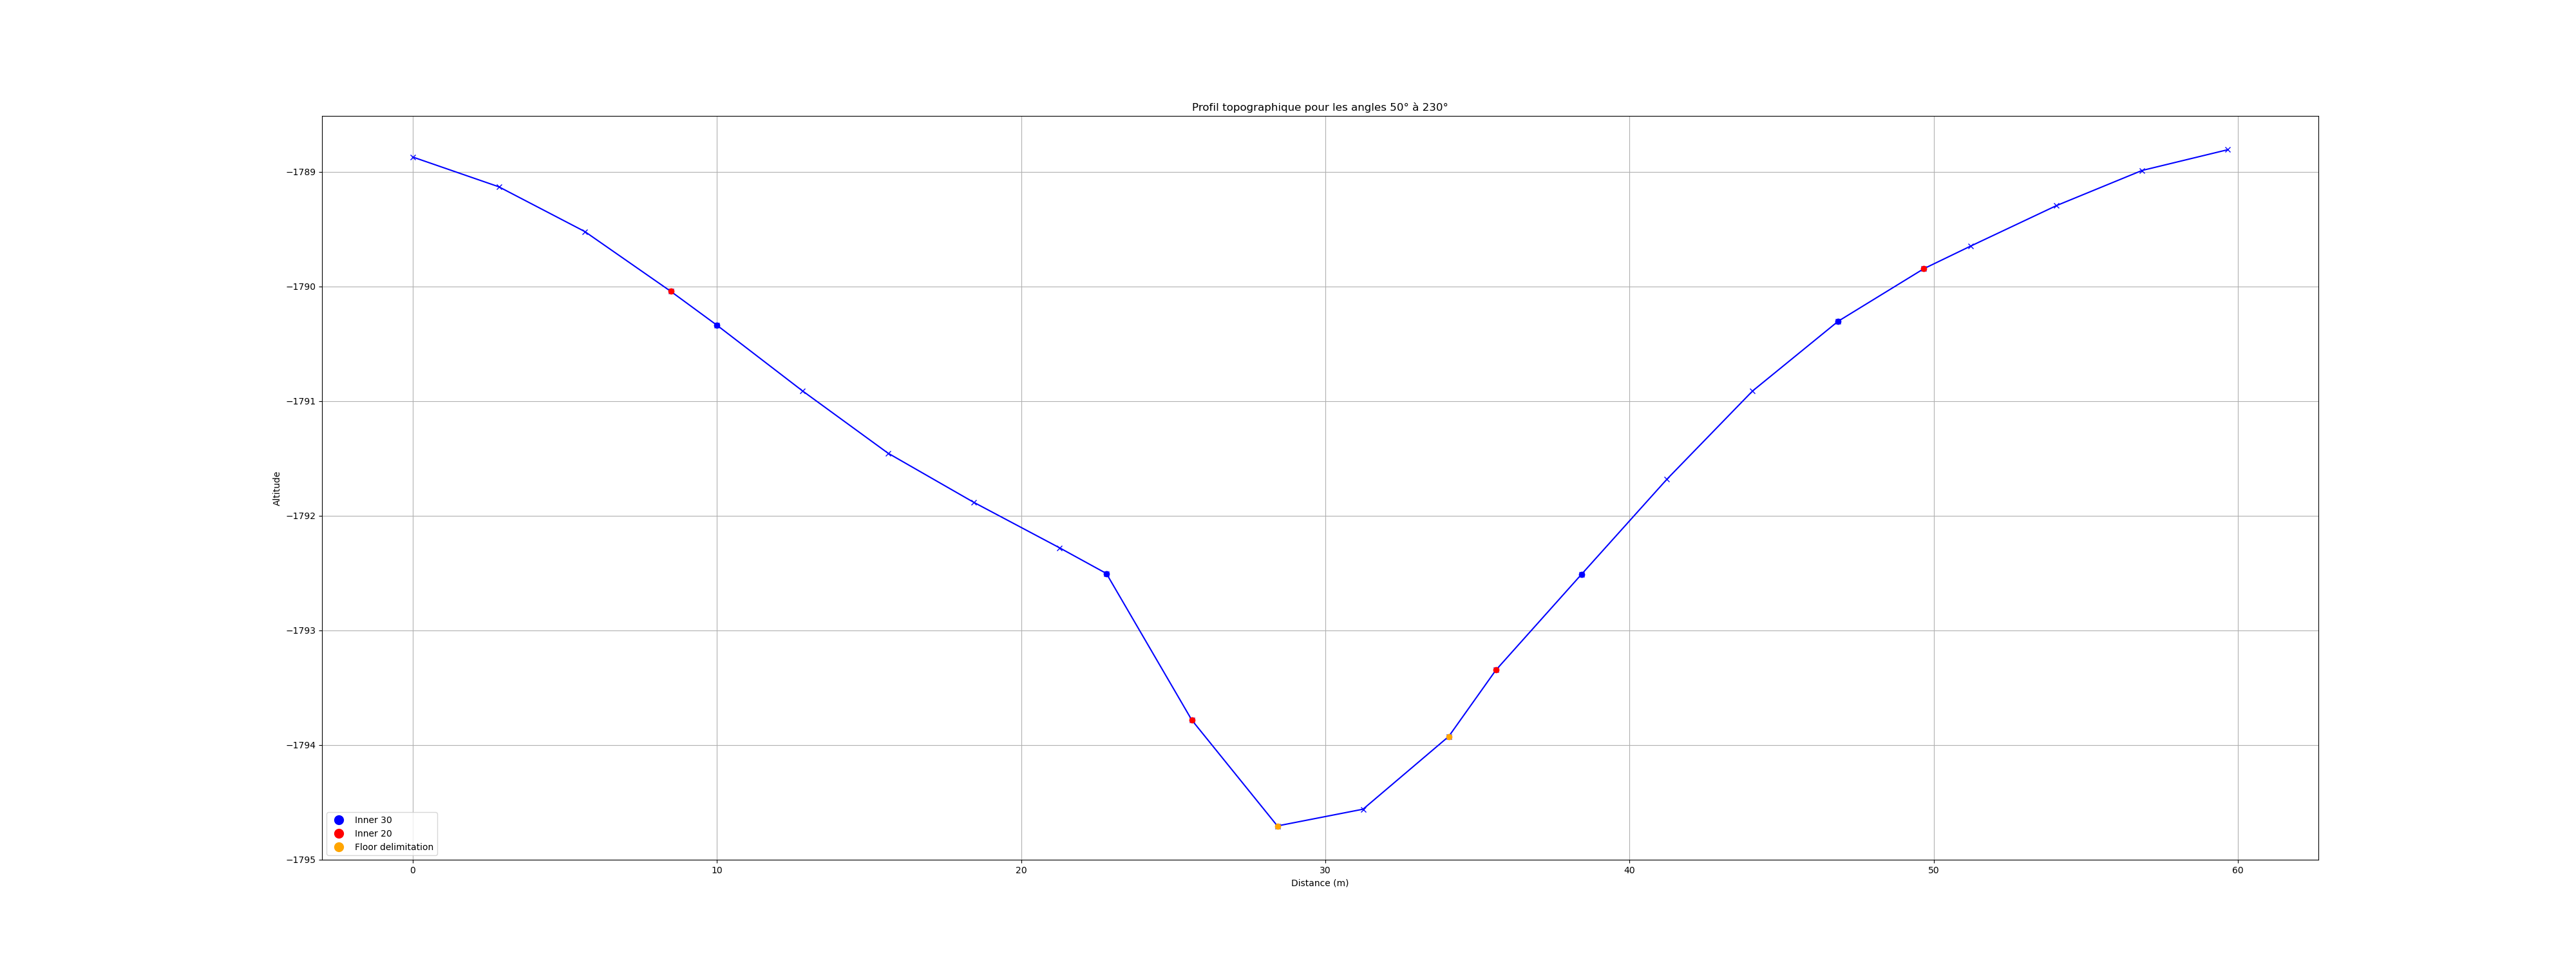 Profil topographique pour les angles 50° à 230°
Altitude
−1789
−1790
−1791
−1792
−1793
−1794
−1795
Inner 30
Inner 20
Floor delimitation
0 10 20 30 40 50 60
Distance (m)